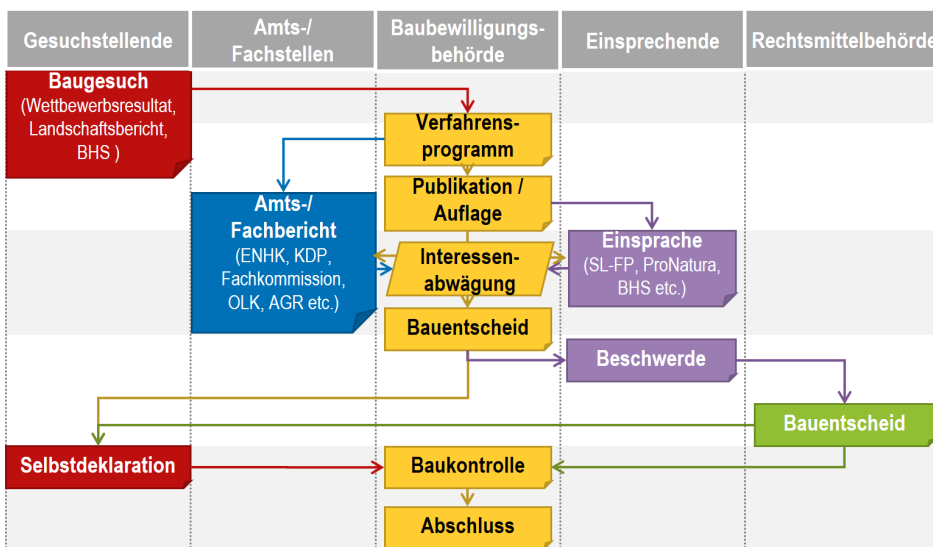 Gesuchstellende
Amts-/
Fachstellen
Baubewilligungs-
behörde
Einsprechende
Rechtsmittelbehörde
Baugesuch
(Wettbewerbsresultat,
Landschaftsbericht,
BHS )
Verfahrens-
programm
Publikation /
Auflage
Amts-/
Fachbericht
(ENHK, KDP,
Fachkommission,
OLK, AGR etc.)
Interessen-
abwägung
Einsprache
(SL-FP, ProNatura,
BHS etc.)
Bauentscheid
Beschwerde
Bauentscheid
Selbstdeklaration
Baukontrolle
Abschluss